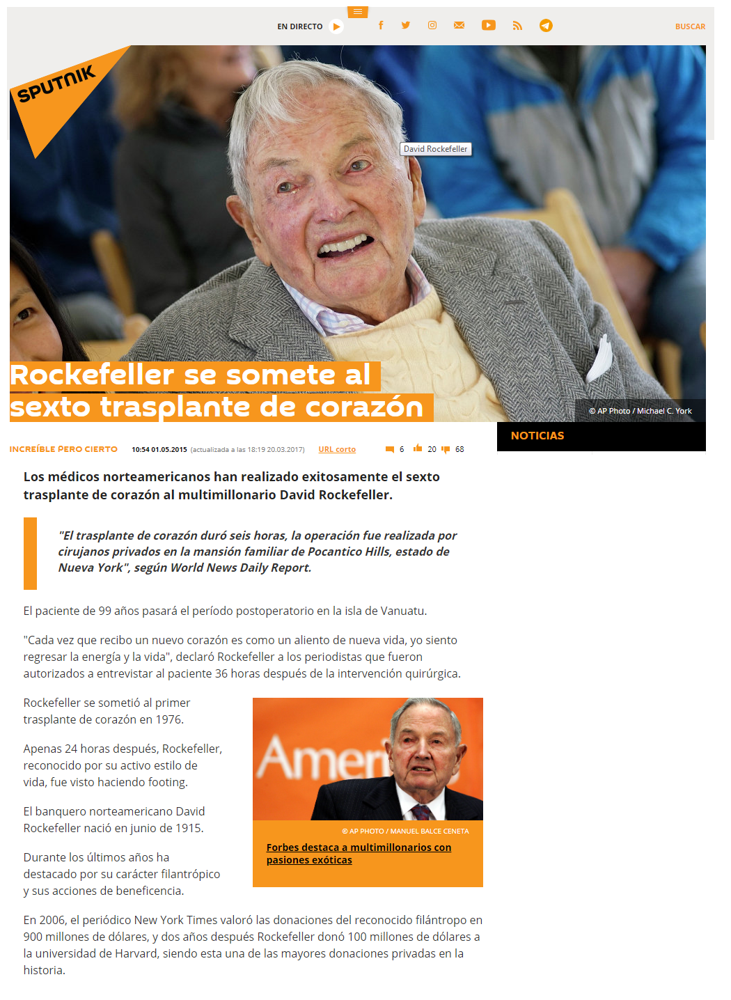 EN DIRECTO
BUSCAR
SPUTNIK
David Rockefeller
Rockefeller se somete al
sexto trasplante de corazón
© AP Photo / Michael C. York
NOTICIAS
INCREÍBLE PERO CIERTO 10:54 01.05.2015 (actualizada a las 18:19 20.03.2017) URL corto 6 20 68
Los médicos norteamericanos han realizado exitosamente el sexto
trasplante de corazón al multimillonario David Rockefeller.
"El trasplante de corazón duró seis horas, la operación fue realizada por
cirujanos privados en la mansión familiar de Pocantico Hills, estado de
Nueva York", según World News Daily Report.
El paciente de 99 años pasará el período postoperatorio en la isla de Vanuatu.
"Cada vez que recibo un nuevo corazón es como un aliento de nueva vida, yo siento
regresar la energía y la vida", declaró Rockefeller a los periodistas que fueron
autorizados a entrevistar al paciente 36 horas después de la intervención quirúrgica.
Rockefeller se sometió al primer
trasplante de corazón en 1976.
Apenas 24 horas después, Rockefeller,
reconocido por su activo estilo de
vida, fue visto haciendo footing.
El banquero norteamericano David
Rockefeller nació en junio de 1915.
Durante los últimos años ha
destacado por su carácter filantrópico
y sus acciones de beneficencia.
Ameri
© AP PHOTO / MANUEL BALCE CENETA
Forbes destaca a multimillonarios con
pasiones exóticas
En 2006, el periódico New York Times valoró las donaciones del reconocido filántropo en
900 millones de dólares, y dos años después Rockefeller donó 100 millones de dólares a
la universidad de Harvard, siendo esta una de las mayores donaciones privadas en la
historia.